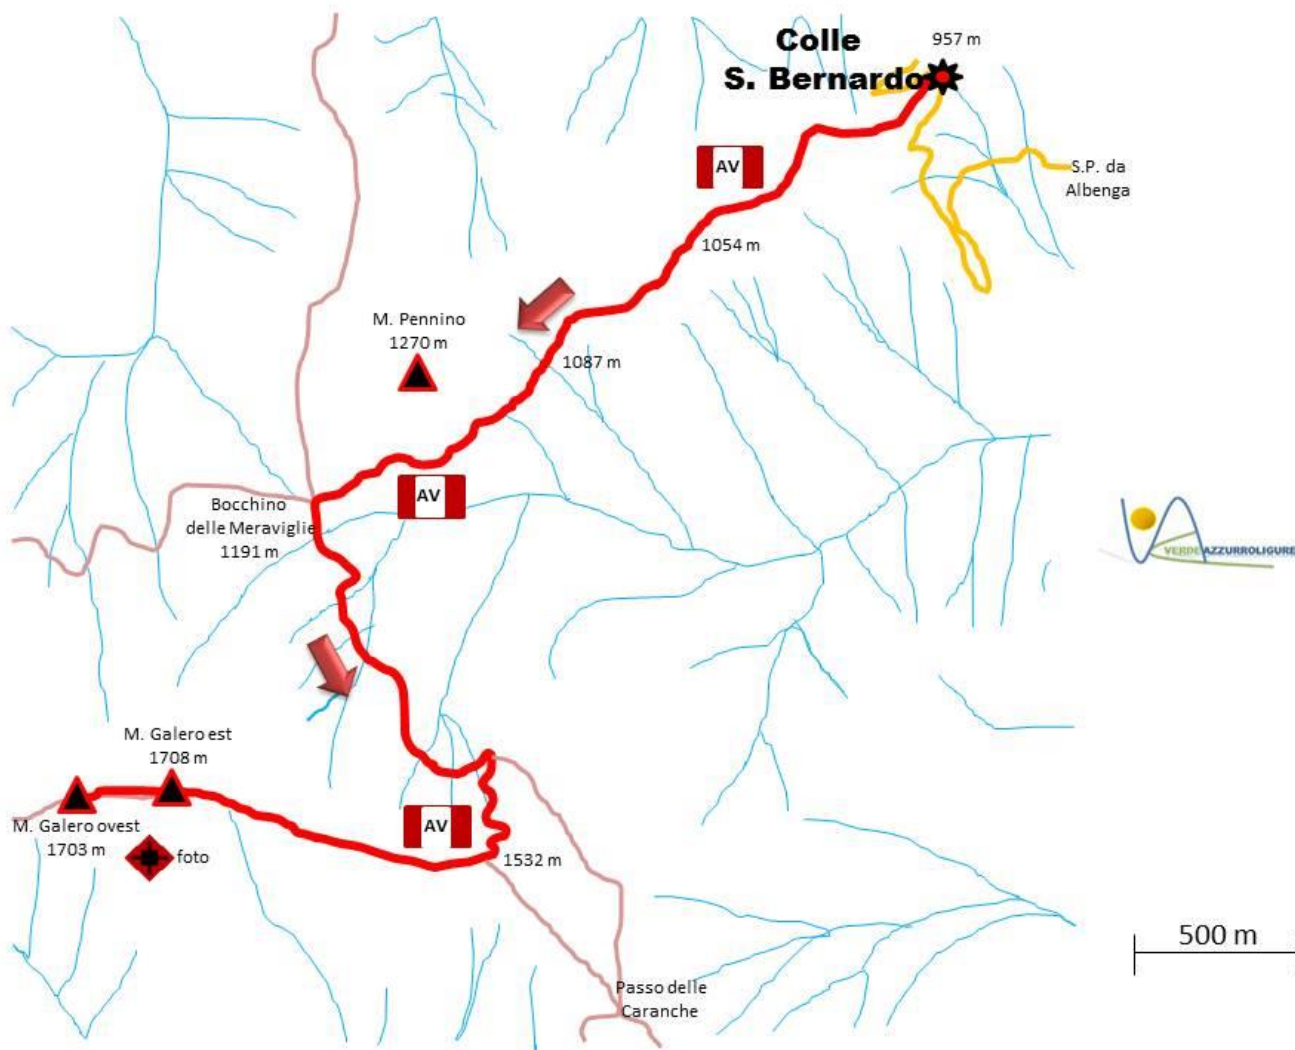 Colle
S. Bernardo
957 m
AV
S.P. da
Albenga
1054 m
M. Pennino
1270 m
1087 m
AV
Bocchino
delle Meraviglie
1191 m
VERDEAZZURROLIGURE
M. Galero est
1708 m
M. Galero ovest
1703 m
foto
AV
1532 m
500 m
Passo delle
Caranche